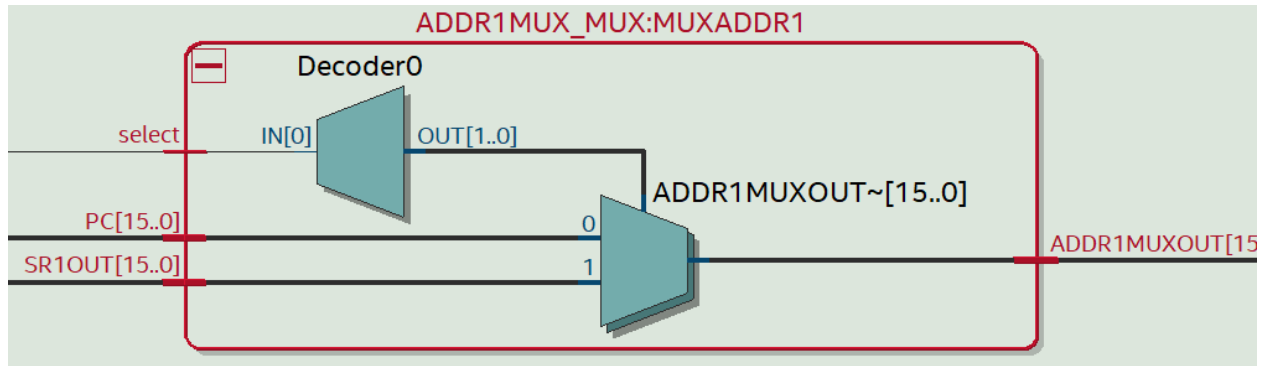 ADDR1MUX_MUX:MUXADDR1
Decoder0
select
IN[0]
OUT[1..0]
ADDR1MUXOUT~[15..0]
PC[15..0]
0
ADDR1MUXOUT[15
SR1OUT[15..0]
1